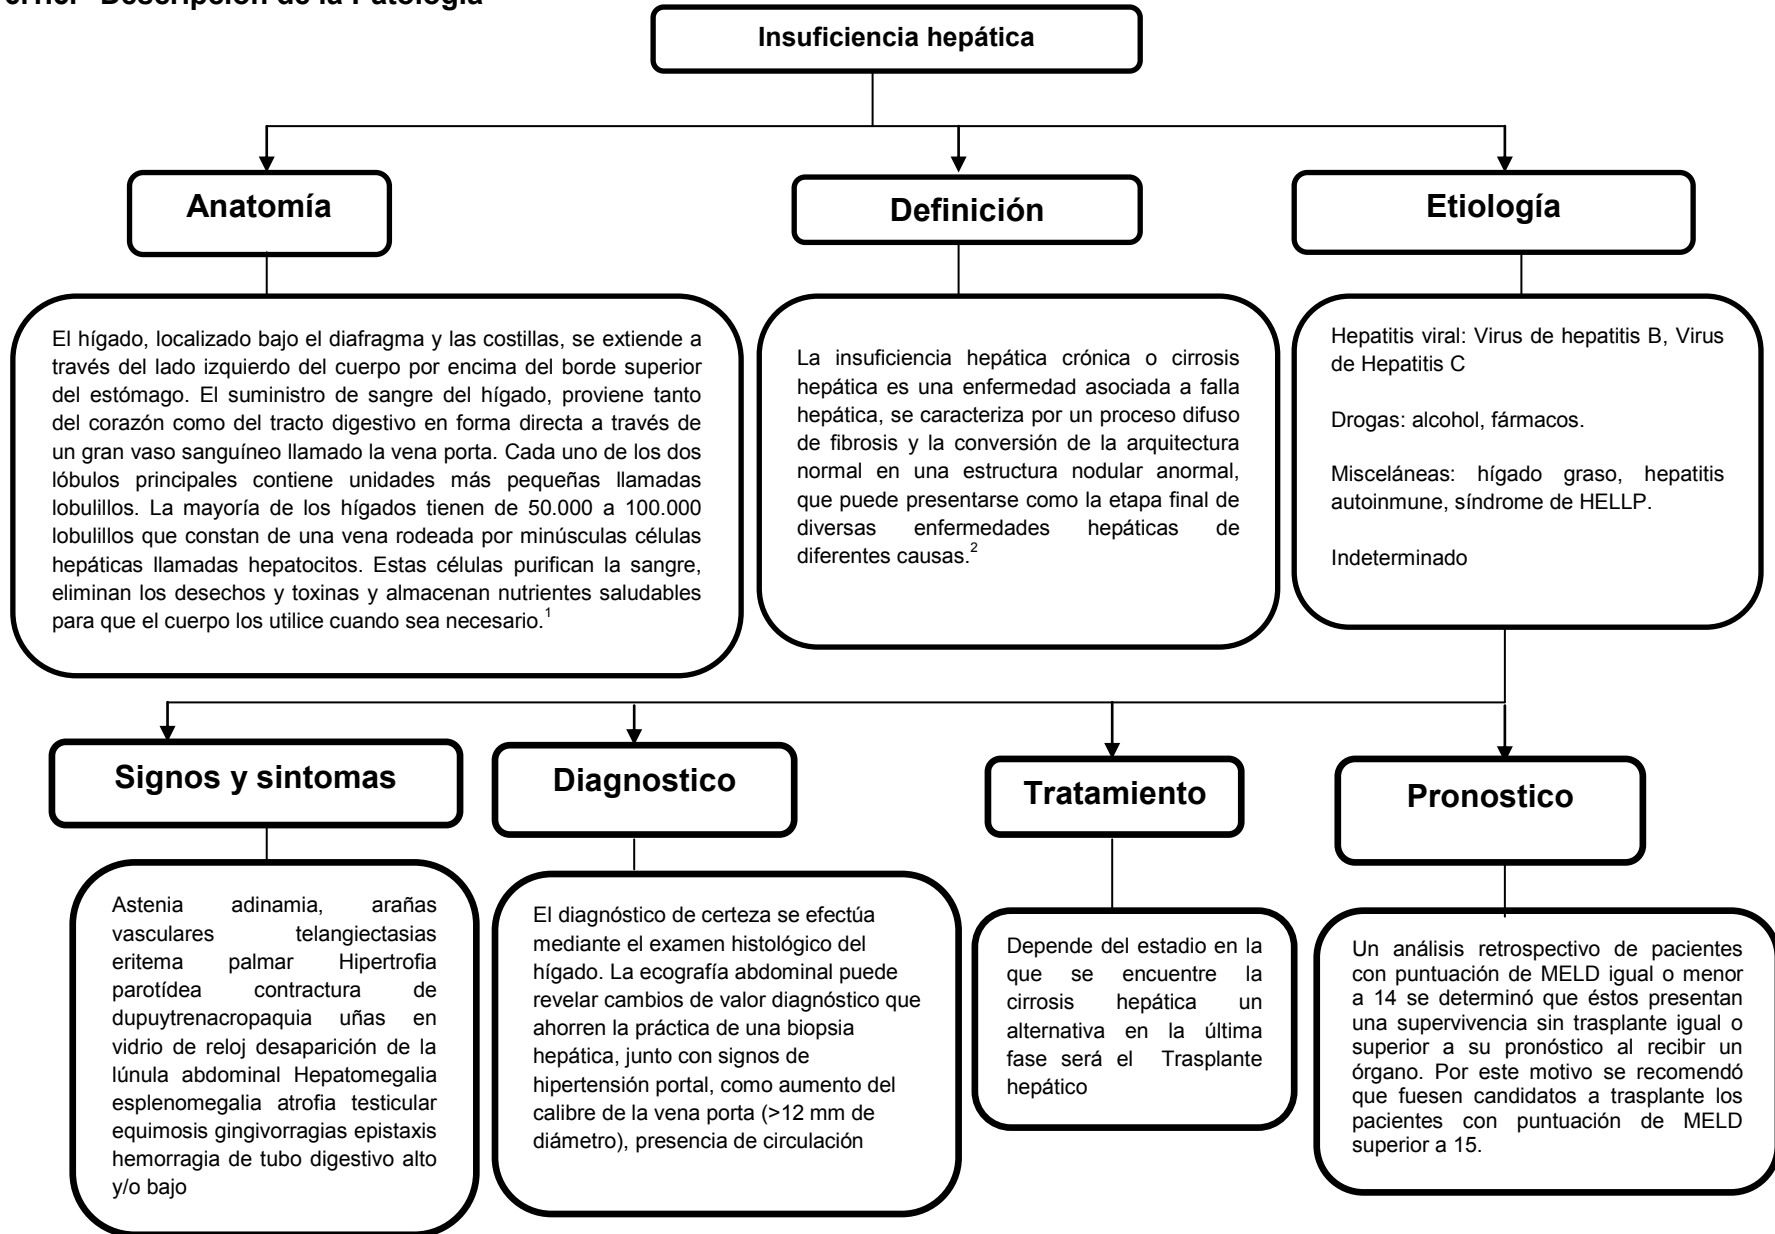 Descripción de la Patología
Insuficiencia hepática
Anatomía
Definición
Etiología
El hígado, localizado bajo el diafragma y las costillas, se extiende a
través del lado izquierdo del cuerpo por encima del borde superior
del estómago. El suministro de sangre del hígado, proviene tanto
del corazón como del tracto digestivo en forma directa a través de
un gran vaso sanguíneo llamado la vena porta. Cada uno de los dos
lóbulos principales contiene unidades más pequeñas llamadas
lobulillos. La mayoría de los hígados tienen de 50.000 a 100.000
lobulillos que constan de una vena rodeada por minúsculas células
hepáticas llamadas hepatocitos. Estas células purifican la sangre,
eliminan los desechos y toxinas y almacenan nutrientes saludables
para que el cuerpo los utilice cuando sea necesario.1
La insuficiencia hepática crónica o cirrosis
hepática es una enfermedad asociada a falla
hepática, se caracteriza por un proceso difuso
de fibrosis y la conversión de la arquitectura
normal en una estructura nodular anormal,
que puede presentarse como la etapa final de
diversas enfermedades hepáticas de
diferentes causas.2
Hepatitis viral: Virus de hepatitis B, Virus
de Hepatitis C
Drogas: alcohol, fármacos.
Misceláneas: hígado graso, hepatitis
autoinmune, síndrome de HELLP.
Indeterminado
Signos y sintomas
Diagnostico
Tratamiento
Pronostico
Astenia adinamia, arañas
vasculares telangiectasias
eritema palmar Hipertrofia
parotídea contractura de
dupuytrenacropaquia uñas en
vidrio de reloj desaparición de la
lúnula abdominal Hepatomegalia
esplenomegalia atrofia testicular
equimosis gingivorragias epistaxis
hemorragia de tubo digestivo alto
y/o bajo
El diagnóstico de certeza se efectúa
mediante el examen histológico del
hígado. La ecografía abdominal puede
revelar cambios de valor diagnóstico que
ahorren la práctica de una biopsia
hepática, junto con signos de
hipertensión portal, como aumento del
calibre de la vena porta (>12 mm de
diámetro), presencia de circulación
Depende del estadio en la
que se encuentre la
cirrosis hepática un
alternativa en la última
fase será el Trasplante
hepático
Un análisis retrospectivo de pacientes
con puntuación de MELD igual o menor
a 14 se determinó que éstos presentan
una supervivencia sin trasplante igual o
superior a su pronóstico al recibir un
órgano. Por este motivo se recomendó
que fuesen candidatos a trasplante los
pacientes con puntuación de MELD
superior a 15.